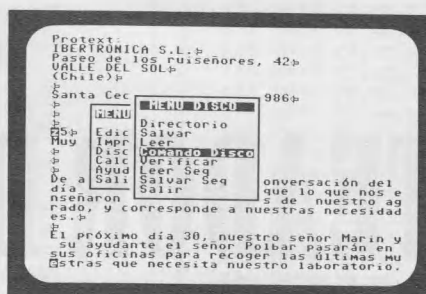 Protext:
IBERTRONICA S.L.
Paseo de los ruiseñores, 42
VALLE DEL SOL
(Chile)
Santa Cec 986
MENU MENU DISCO
Directorio
25 Edic Salvar
Muy Impr Leer
Disc Comando Disco
Calc Verificar
Ayud Leer Seq
De a Sali Salvar Seq onversación del
día Salir que lo que nos e
nseñaron s de nuestro ag
rado, y corresponde a nuestras necesidad
es.
El próximo día 30, nuestro señor Marin y
su ayudante el señor Polbar pasarán en
sus oficinas para recoger las últimas mu
estras que necesita nuestro laboratorio.